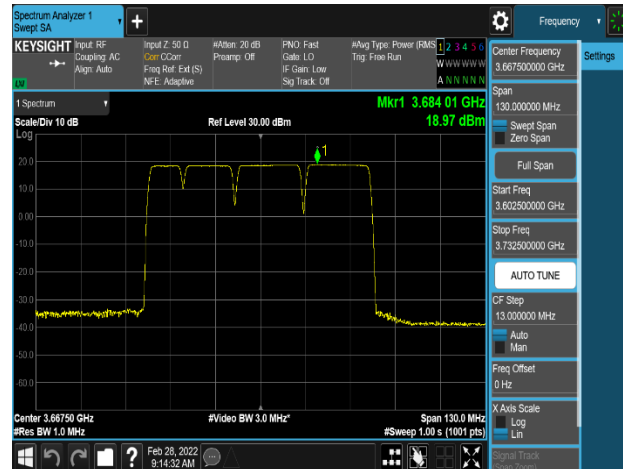 Spectrum Analyzer 1
Swept SA
Frequency
KEYSIGHT
Input: RF
Coupling: AC
Align: Auto
Input Z: 50 Ω
Corr CCorr
Freq Ref: Ext (S)
NFE: Adaptive
#Atten: 20 dB
Preamp: Off
PNO: Fast
Gate: LO
IF Gain: Low
Sig Track: Off
#Avg Type: Power (RMS
Trig: Free Run
1 2 3 4 5 6
W W W W W W
A N N N N N
LXI
1 Spectrum
Scale/Div 10 dB
Log
Ref Level 30.00 dBm
Mkr1 3.684 01 GHz
18.97 dBm
1
20.0
10.0
0.00
-10.0
-20.0
-30.0
-40.0
-50.0
-60.0
Center 3.66750 GHz
#Res BW 1.0 MHz
#Video BW 3.0 MHz*
Span 130.0 MHz
#Sweep 1.00 s (1001 pts)
Feb 28, 2022
9:14:32 AM
Center Frequency
3.667500000 GHz
Span
130.000000 MHz
Swept Span
Zero Span
Full Span
Start Freq
3.602500000 GHz
Stop Freq
3.732500000 GHz
AUTO TUNE
CF Step
13.000000 MHz
Auto
Man
Freq Offset
0 Hz
X Axis Scale
Log
Lin
Signal Track
(Span Zoom)
Settings